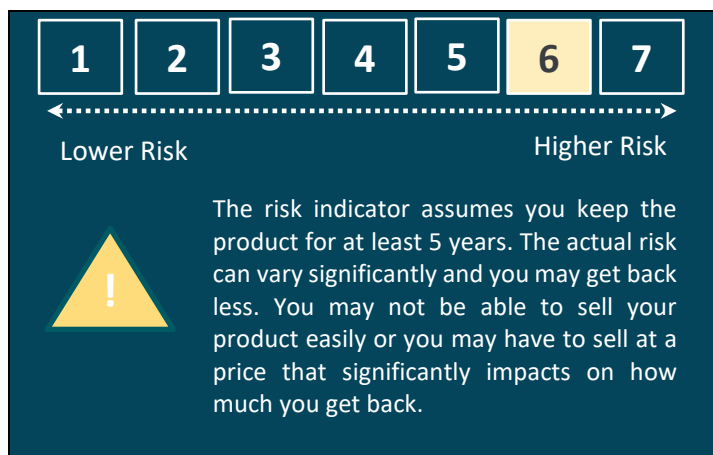 1 2 3 4 5 6 7
Lower Risk Higher Risk
!
The risk indicator assumes you keep the
product for at least 5 years. The actual risk
can vary significantly and you may get back
less. You may not be able to sell your
product easily or you may have to sell at a
price that significantly impacts on how
much you get back.